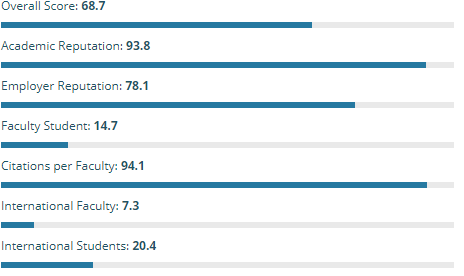 Overall Score: 68.7
Academic Reputation: 93.8
Employer Reputation: 78.1
Faculty Student: 14.7
Citations per Faculty: 94.1
International Faculty: 7.3
International Students: 20.4